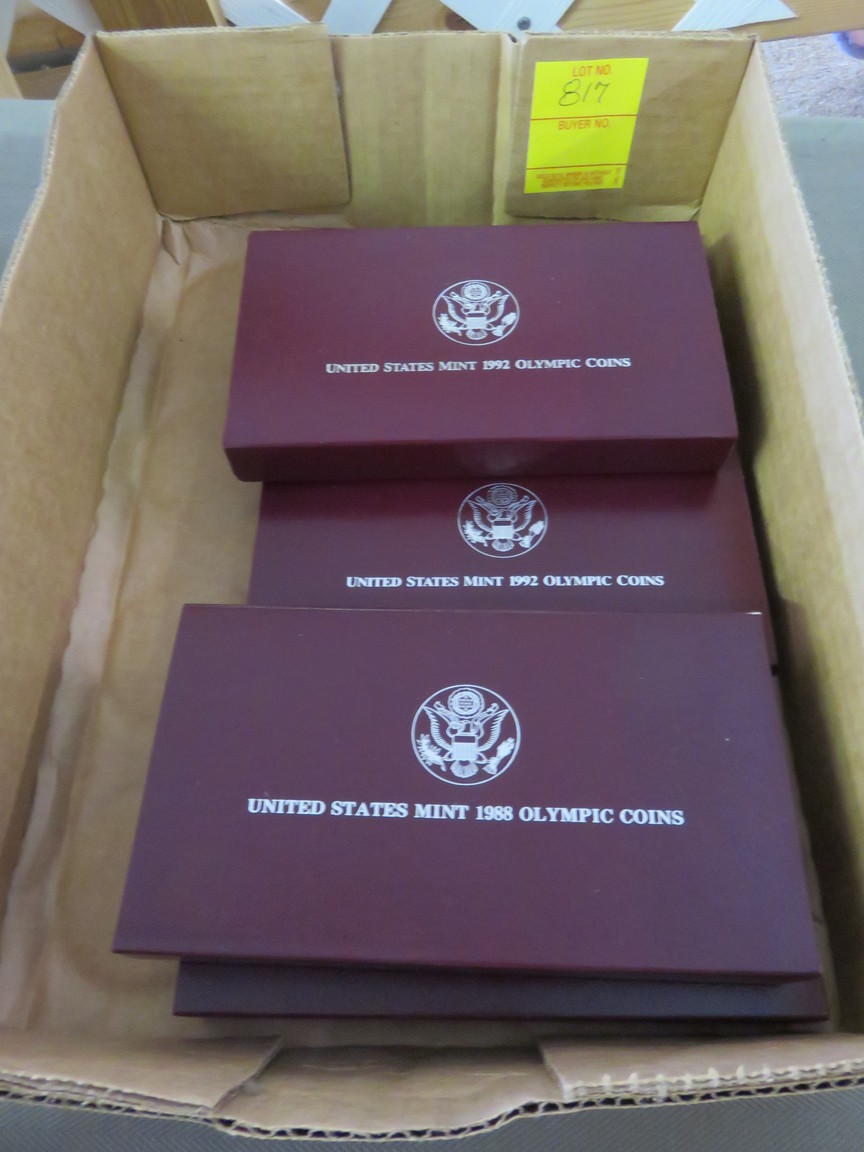 LOT NO.
817
BUYER NO.
UNITED STATES MINT 1992 OLYMPIC COINS
UNITED STATES MINT 1992 OLYMPIC COINS
UNITED STATES MINT 1988 OLYMPIC COINS